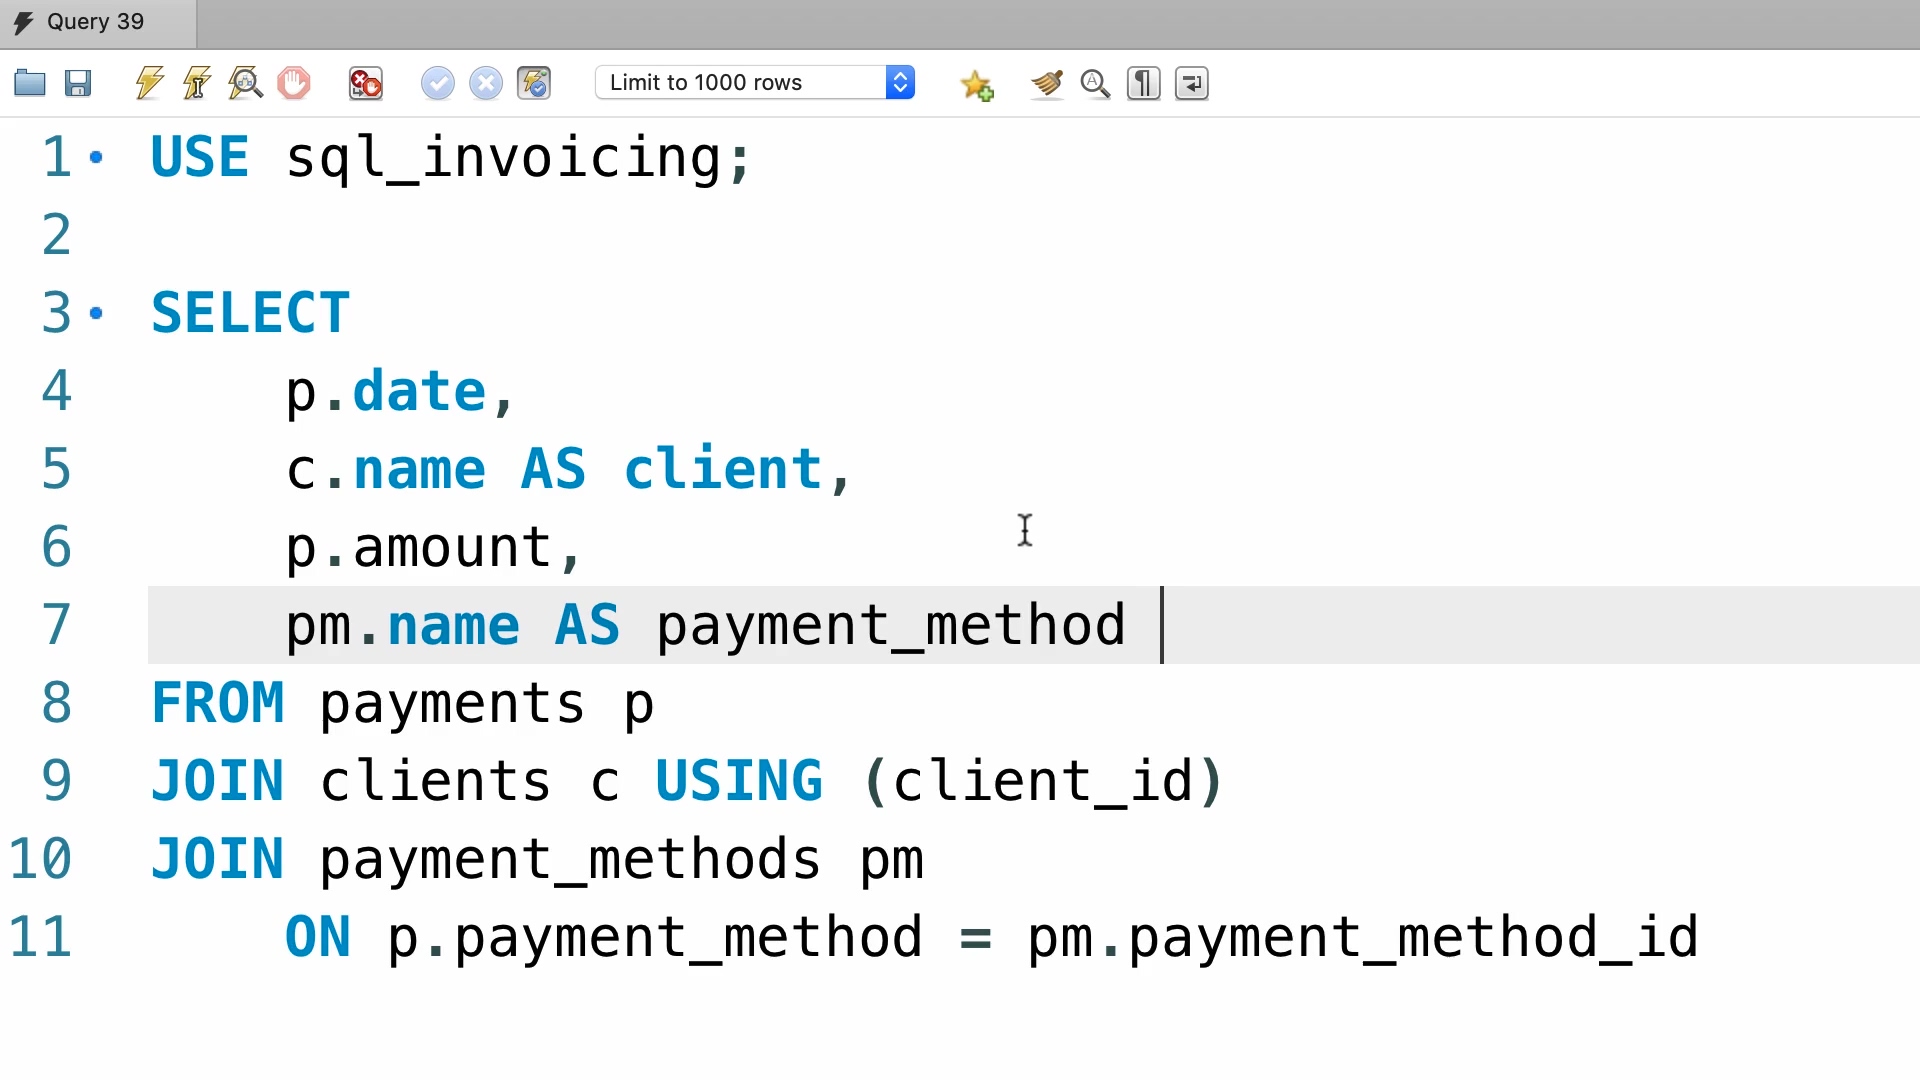 Query 39
Limit to 1000 rows
1 USE sql_invoicing;
2
3 SELECT
4 p.date,
5 c.name AS client,
6 p.amount,
7 pm.name AS payment_method
8 FROM payments p
9 JOIN clients c USING (client_id)
10 JOIN payment_methods pm
11 ON p.payment_method = pm.payment_method_id